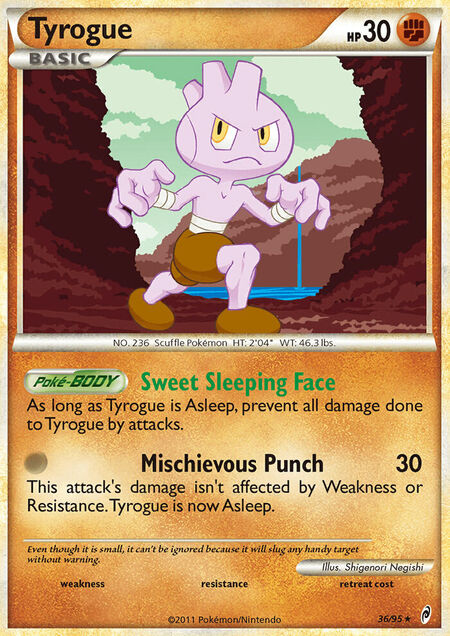 Tyrogue HP 30
BASIC
NO. 236 Scuffle Pokémon HT: 2'04" WT: 46.3 lbs.
Poké-BODY Sweet Sleeping Face
As long as Tyrogue is Asleep, prevent all damage done
to Tyrogue by attacks.
Mischievous Punch 30
This attack's damage isn't affected by Weakness or
Resistance. Tyrogue is now Asleep.
Even though it is small, it can't be ignored because it will slug any handy target
without warning.
Illus. Shigenori Negishi
weakness resistance retreat cost
©2011 Pokémon/Nintendo 36/95 ★